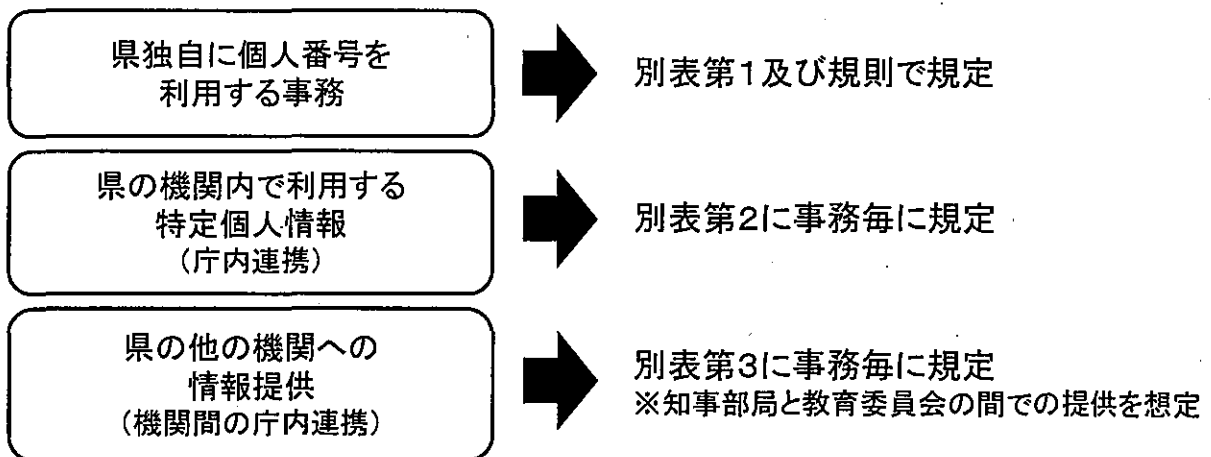 県独自に個人番号を
利用する事務
別表第1及び規則で規定
県の機関内で利用する
特定個人情報
(庁内連携)
別表第2に事務毎に規定
県の他の機関への
情報提供
(機関間の庁内連携)
別表第3に事務毎に規定
※知事部局と教育委員会の間での提供を想定